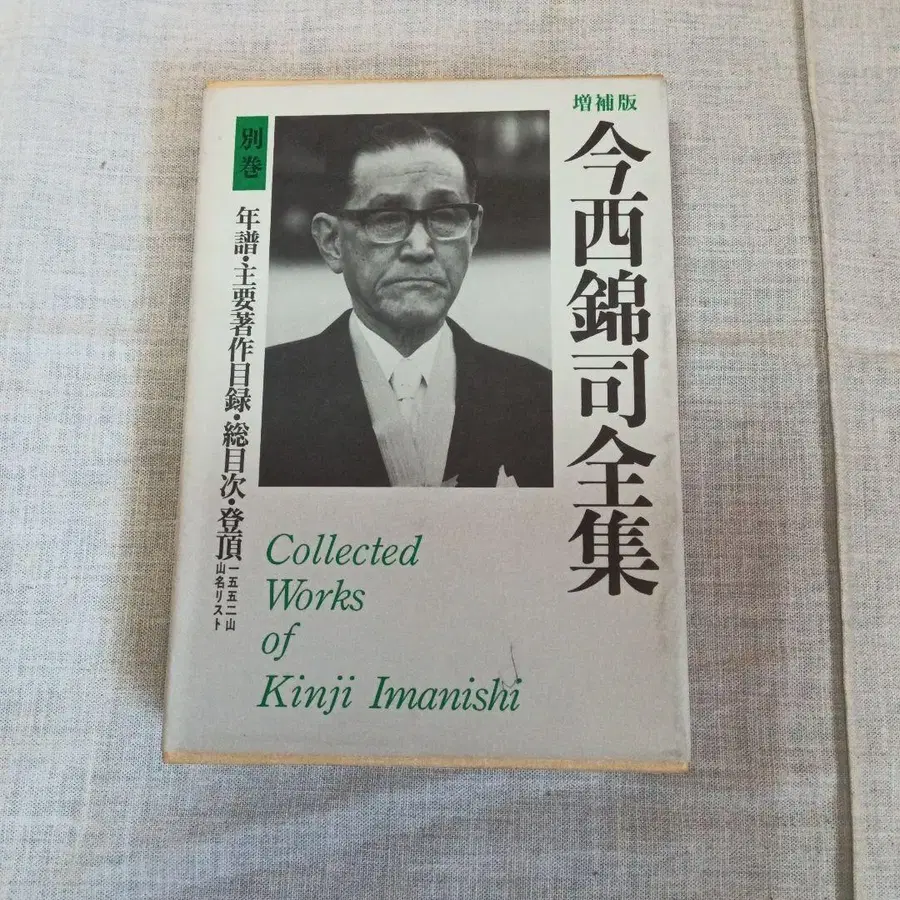 増補版
今西錦司全集
別巻
年譜・主要著作目録・総目次・登頂
一五五二山
山名リスト
Collected
Works
of
Kinji Imanishi